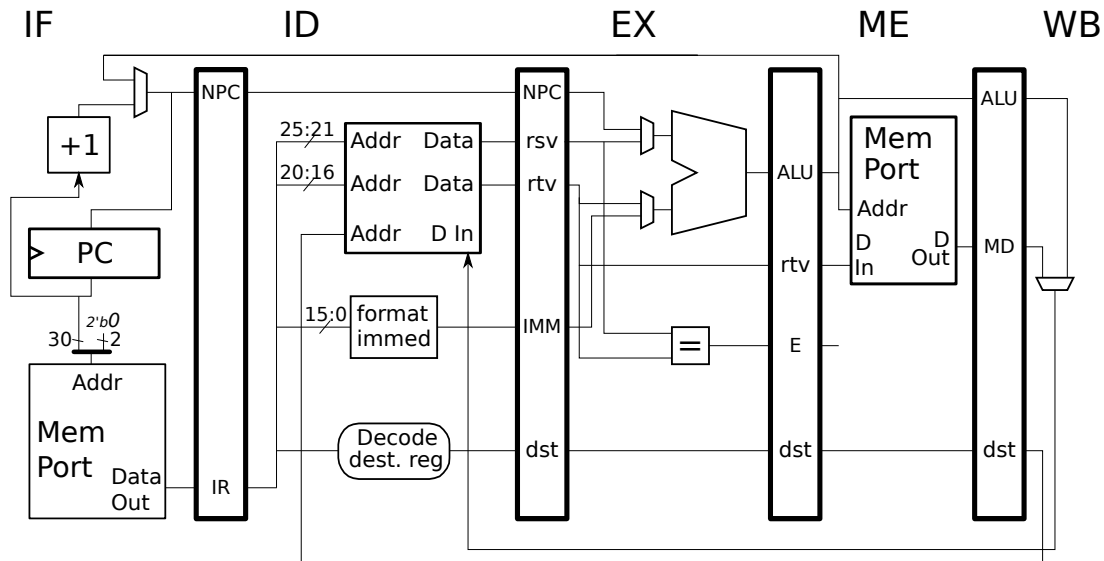 IF ID EX ME WB
NPC
NPC
ALU
+1
25:21
Addr Data
rsv
Mem
Port
20:16
Addr Data
rtv
ALU
Addr
Addr D In
PC
rtv
D
In
D
Out
MD
15:0
format
immed
IMM
2'b0
30
2
=
E
Addr
Mem
Port
Data
Out
IR
Decode
dest. reg
dst
dst
dst